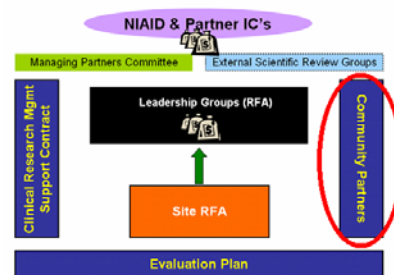 NIAID & Partner IC's
Managing Partners Committee
External Scientific Review Groups
Clinical Research Mgmt
Support Contract
Leadership Groups (RFA)
Community Partners
Site RFA
Evaluation Plan